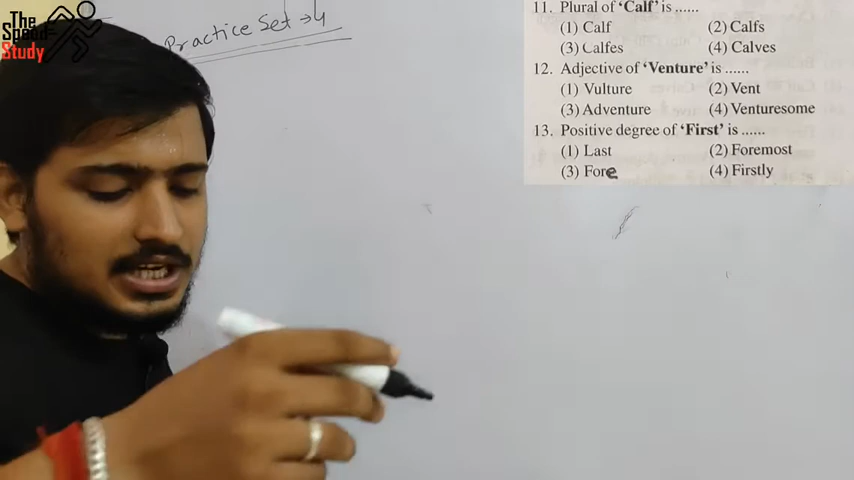 The
Speed
Study
Practice Set → 4
11. Plural of 'Calf' is ......
(1) Calf (2) Calfs
(3) Calfes (4) Calves
12. Adjective of 'Venture' is ......
(1) Vulture (2) Vent
(3) Adventure (4) Venturesome
13. Positive degree of 'First' is ......
(1) Last (2) Foremost
(3) Fore (4) Firstly